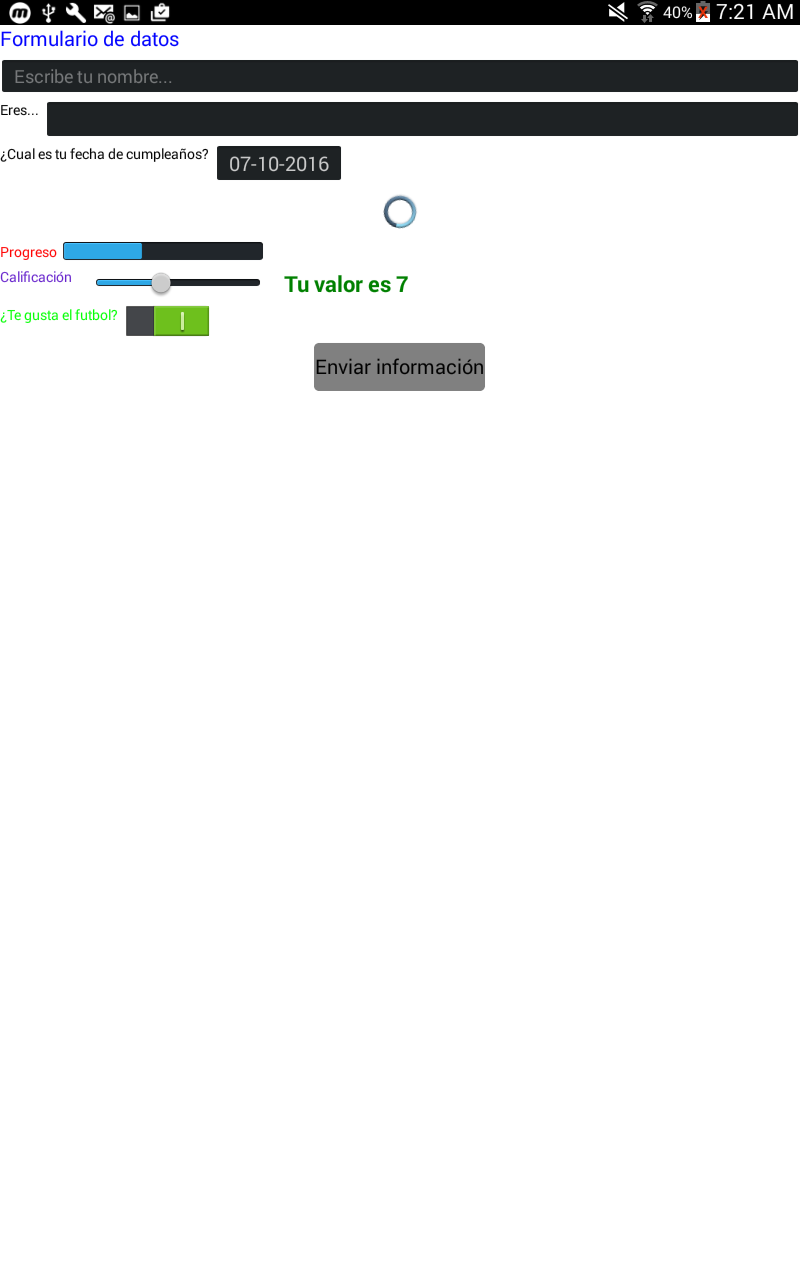 40% 7:21 AM
Formulario de datos
Escribe tu nombre...
Eres...
¿Cual es tu fecha de cumpleaños? 07-10-2016
Progreso
Calificación Tu valor es 7
¿Te gusta el futbol?
Enviar información